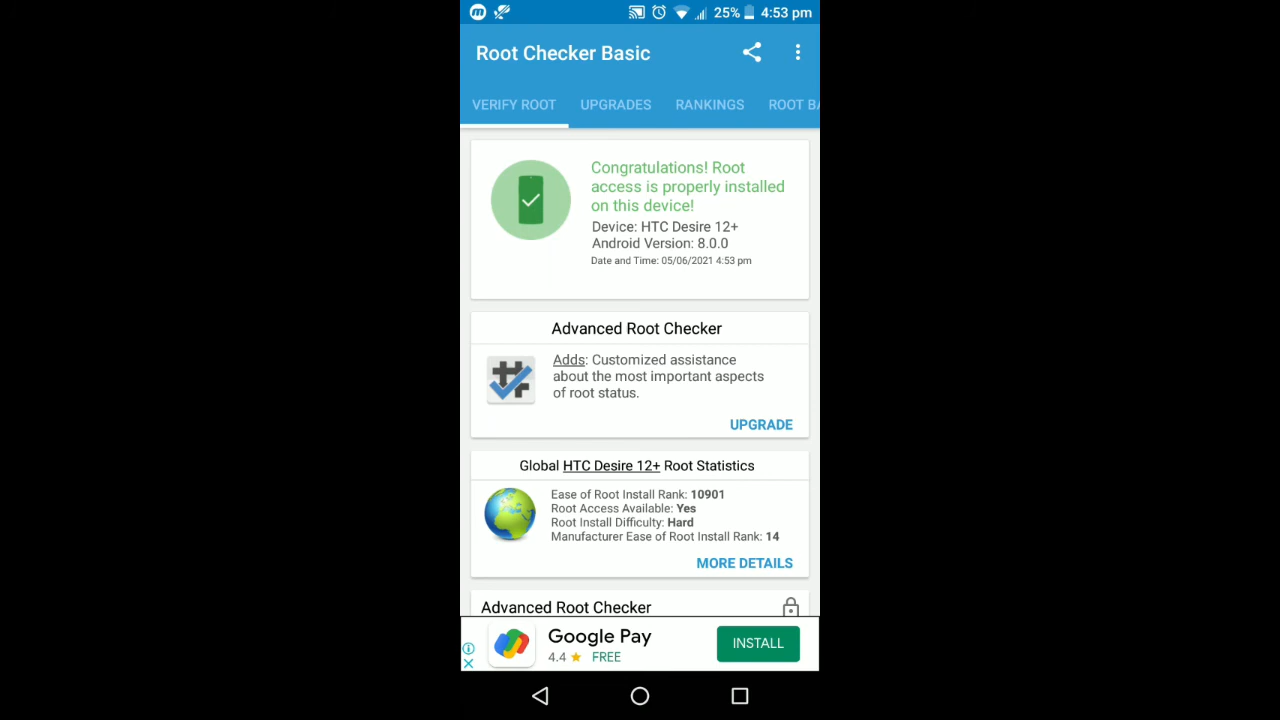 25% 4:53 pm
Root Checker Basic
VERIFY ROOT UPGRADES RANKINGS ROOT BA
Congratulations! Root
access is properly installed
on this device!
Device: HTC Desire 12+
Android Version: 8.0.0
Date and Time: 05/06/2021 4:53 pm
Advanced Root Checker
Adds: Customized assistance
about the most important aspects
of root status.
UPGRADE
Global HTC Desire 12+ Root Statistics
Ease of Root Install Rank: 10901
Root Access Available: Yes
Root Install Difficulty: Hard
Manufacturer Ease of Root Install Rank: 14
MORE DETAILS
Advanced Root Checker
Google Pay
4.4 ★ FREE
INSTALL